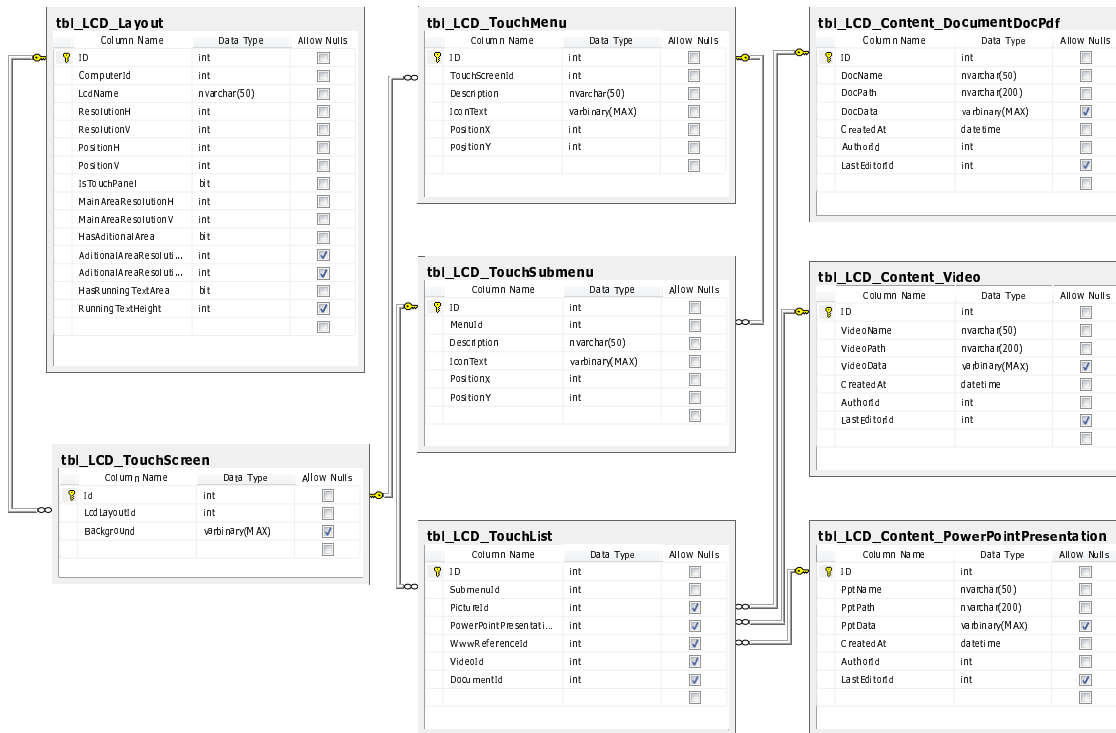 tbl_LCD_Layout
Column Name Data Type Allow Nulls
ID int
ComputerId int
LcdName nvarchar(50)
ResolutionH int
ResolutionV int
PositionH int
PositionV int
IsTouchPanel bit
MainAreaResolutionH int
MainAreaResolutionV int
HasAditionalArea bit
AditionalAreaResoluti... int
AditionalAreaResoluti... int
HasRunningTextArea bit
RunningTextHeight int
tbl_LCD_TouchScreen
Column Name Data Type Allow Nulls
Id int
LcdLayoutId int
Background varbinary(MAX)
tbl_LCD_TouchMenu
Column Name Data Type Allow Nulls
ID int
TouchScreenId int
Description nvarchar(50)
IconText varbinary(MAX)
PositionX int
PositionY int
tbl_LCD_TouchSubmenu
Column Name Data Type Allow Nulls
ID int
MenuId int
Description nvarchar(50)
IconText varbinary(MAX)
PositionX int
PositionY int
tbl_LCD_TouchList
Column Name Data Type Allow Nulls
ID int
SubmenuId int
PictureId int
PowerPointPresentati... int
WwwReferenceId int
VideoId int
DocumentId int
tbl_LCD_Content_DocumentDocPdf
Column Name Data Type Allow Nulls
ID int
DocName nvarchar(50)
DocPath nvarchar(200)
DocData varbinary(MAX)
CreatedAt datetime
AuthorId int
LastEditorId int
tbl_LCD_Content_Video
Column Name Data Type Allow Nulls
ID int
VideoName nvarchar(50)
VideoPath nvarchar(200)
VideoData varbinary(MAX)
CreatedAt datetime
AuthorId int
LastEditorId int
tbl_LCD_Content_PowerPointPresentation
Column Name Data Type Allow Nulls
ID int
PptName nvarchar(50)
PptPath nvarchar(200)
PptData varbinary(MAX)
CreatedAt datetime
AuthorId int
LastEditorId int